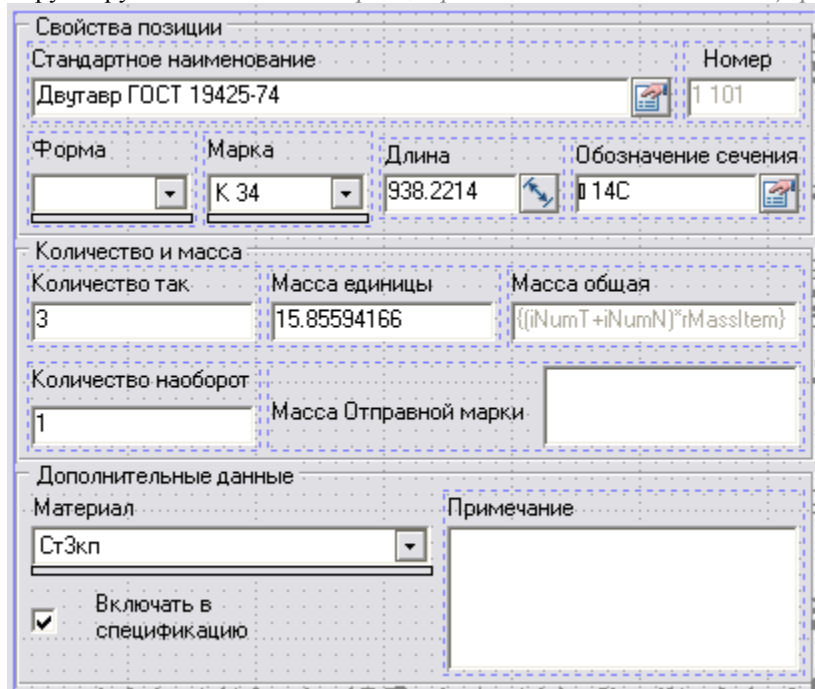 Свойства позиции
Стандартное наименование Номер
Двутавр ГОСТ 19425-74 1 101
Форма Марка Длина Обозначение сечения
К 34 938.2214 14С
Количество и масса
Количество так Масса единицы Масса общая
3 15.85594166 {(iNumT+iNumN)*rMassItem}
Количество наоборот
1 Масса Отправной марки
Дополнительные данные
Материал Примечание
Ст3кп
Включать в
спецификацию